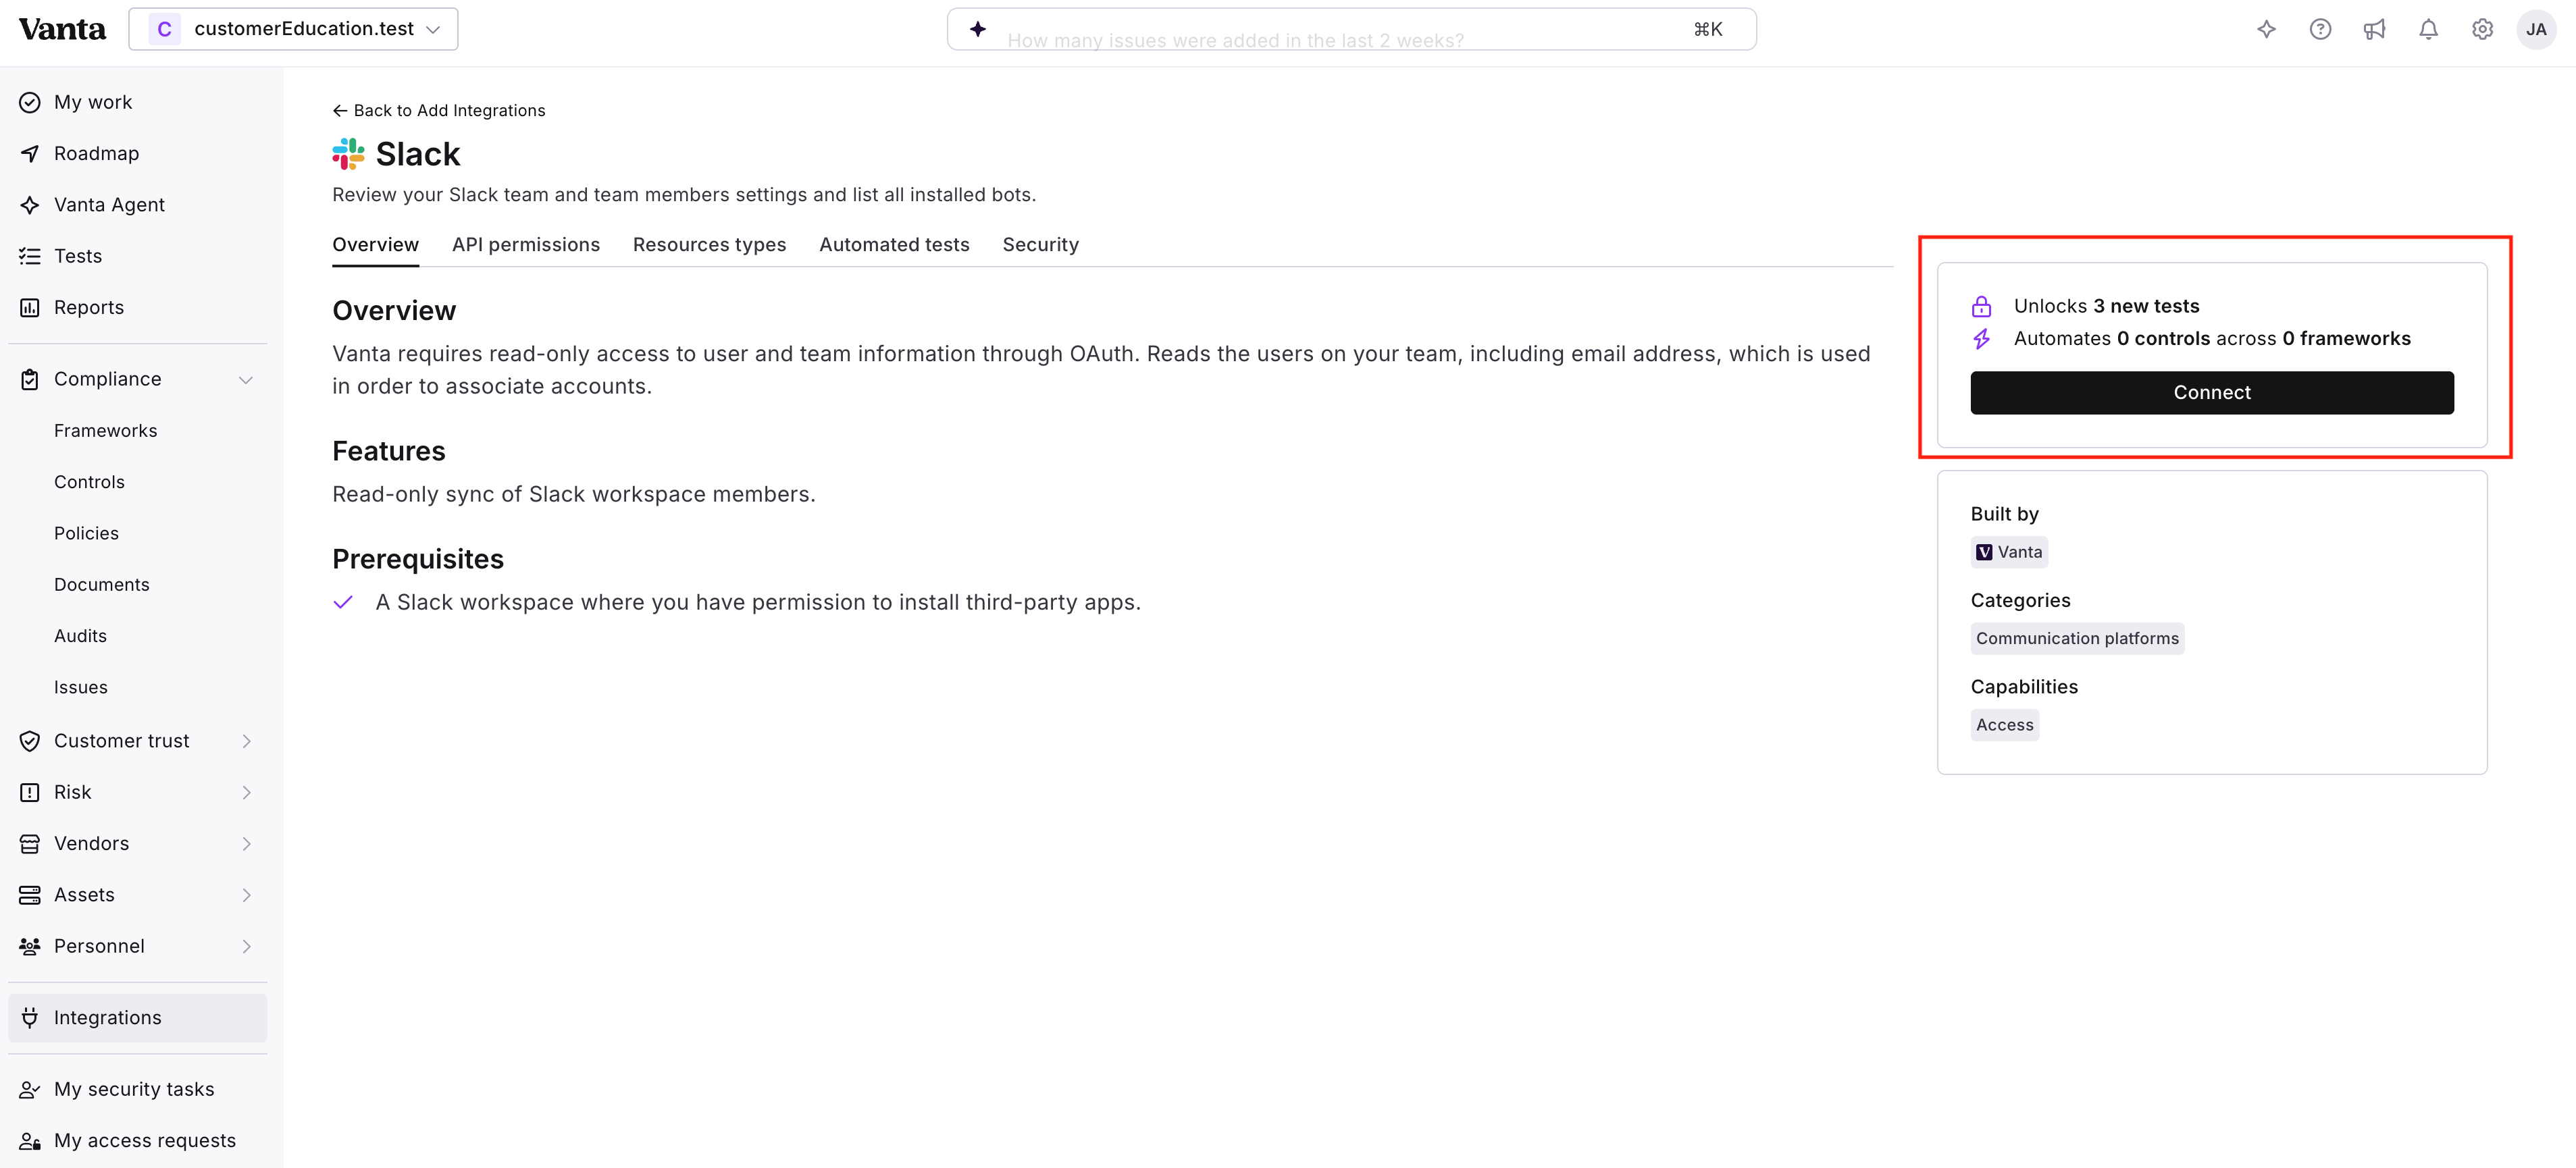 Vanta
C customerEducation.test
How many issues were added in the last 2 weeks?
⌘K
JA
My work
Roadmap
Vanta Agent
Tests
Reports
Compliance
Frameworks
Controls
Policies
Documents
Audits
Issues
Customer trust
Risk
Vendors
Assets
Personnel
Integrations
My security tasks
My access requests
← Back to Add Integrations
Slack
Review your Slack team and team members settings and list all installed bots.
Overview API permissions Resources types Automated tests Security
Overview
Vanta requires read-only access to user and team information through OAuth. Reads the users on your team, including email address, which is used
in order to associate accounts.
Features
Read-only sync of Slack workspace members.
Prerequisites
A Slack workspace where you have permission to install third-party apps.
Unlocks 3 new tests
Automates 0 controls across 0 frameworks
Connect
Built by
V Vanta
Categories
Communication platforms
Capabilities
Access